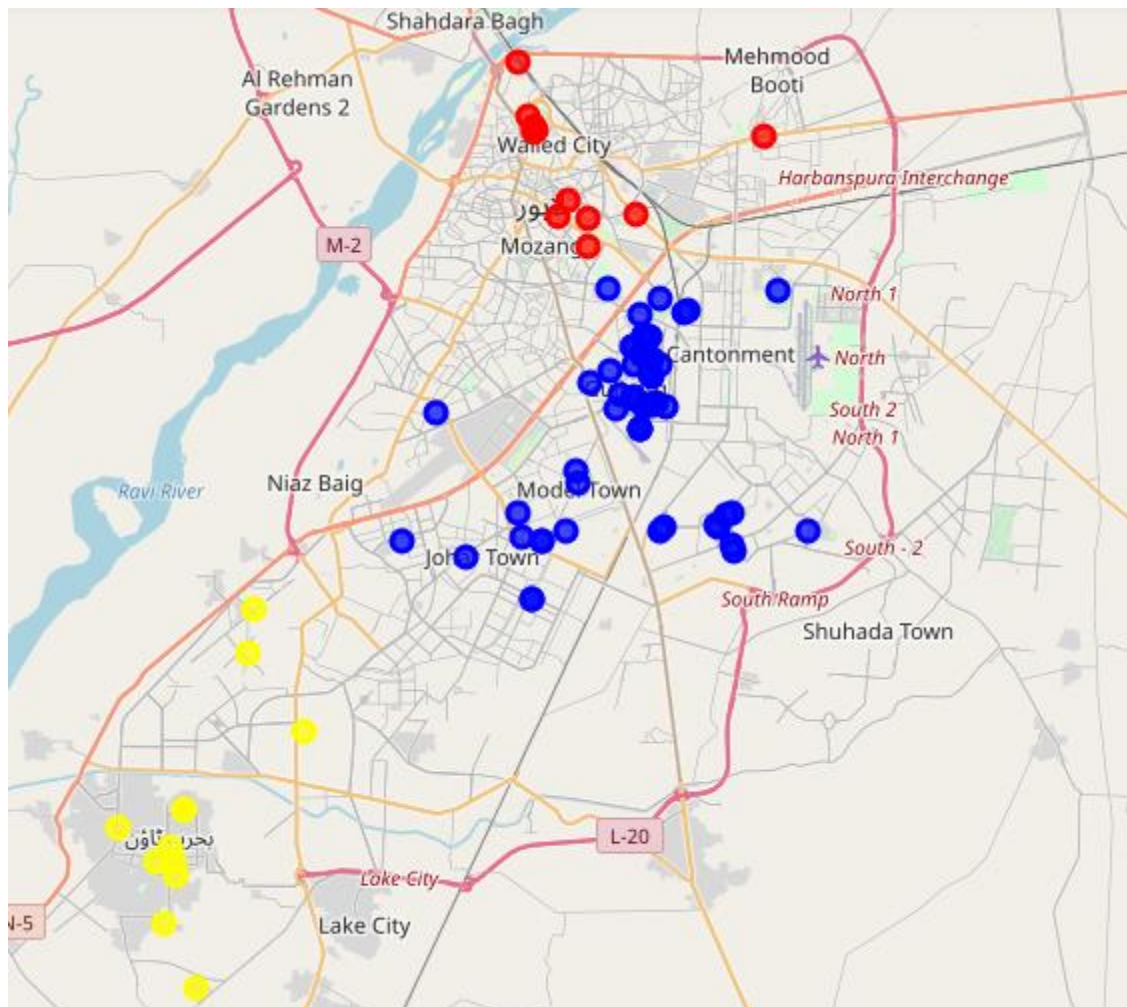 Shahdara Bagh
Al Rehman
Gardens 2
Mehmood
Booti
Walled City
Harbanspura Interchange
M-2
Mozang
North 1
Cantonment
North
South 2
North 1
Niaz Baig
Ravi River
Model Town
South - 2
Johar Town
South Ramp
Shuhada Town
L-20
بحریہ ٹاؤن
Lake City
Lake City
N-5